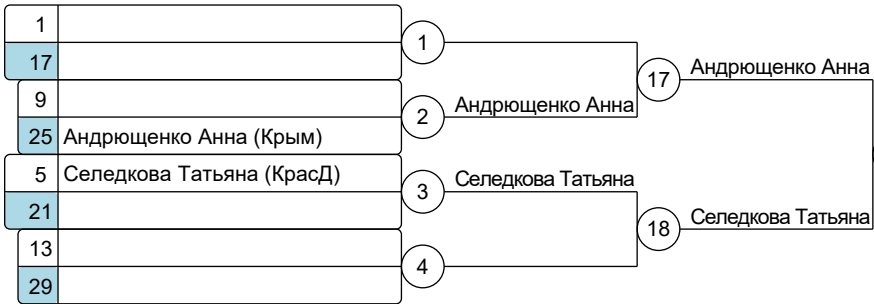 1
17
1
9
25 Андрющенко Анна (Крым)
2 Андрющенко Анна
17 Андрющенко Анна
5 Селедкова Татьяна (КрасД)
21
3 Селедкова Татьяна
13
29
4
18 Селедкова Татьяна